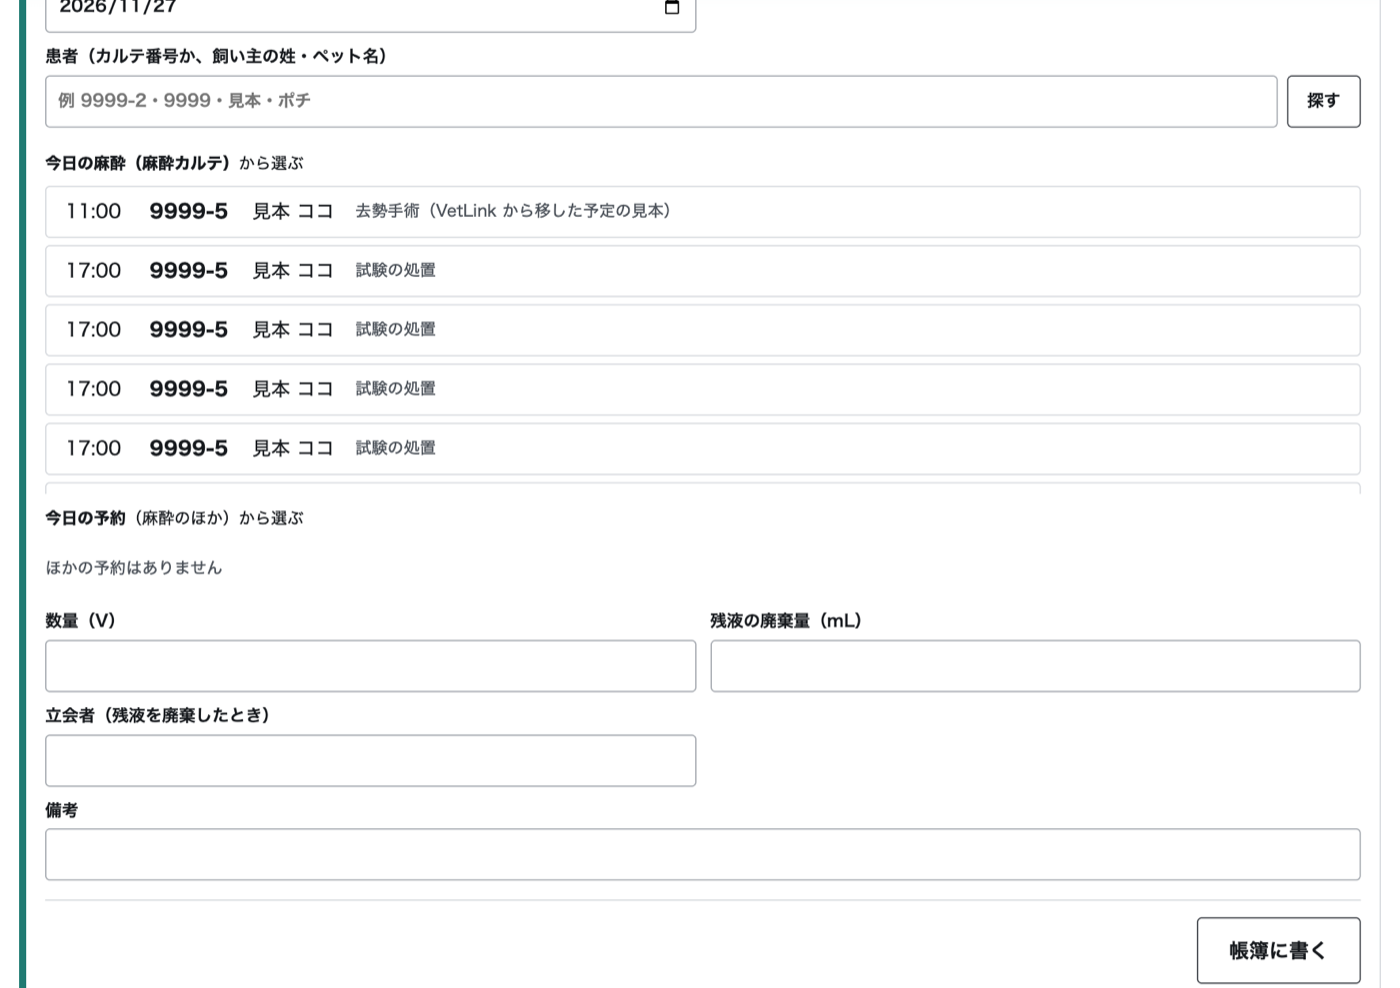 2026/11/27
患者（カルテ番号か、飼い主の姓・ペット名）
例 9999-2・9999・見本・ポチ
探す
今日の麻酔（麻酔カルテ）から選ぶ
11:00 9999-5 見本 ココ 去勢手術（VetLink から移した予定の見本）
17:00 9999-5 見本 ココ 試験の処置
17:00 9999-5 見本 ココ 試験の処置
17:00 9999-5 見本 ココ 試験の処置
17:00 9999-5 見本 ココ 試験の処置
今日の予約（麻酔のほか）から選ぶ
ほかの予約はありません
数量（V）
残液の廃棄量（mL）
立会者（残液を廃棄したとき）
備考
帳簿に書く